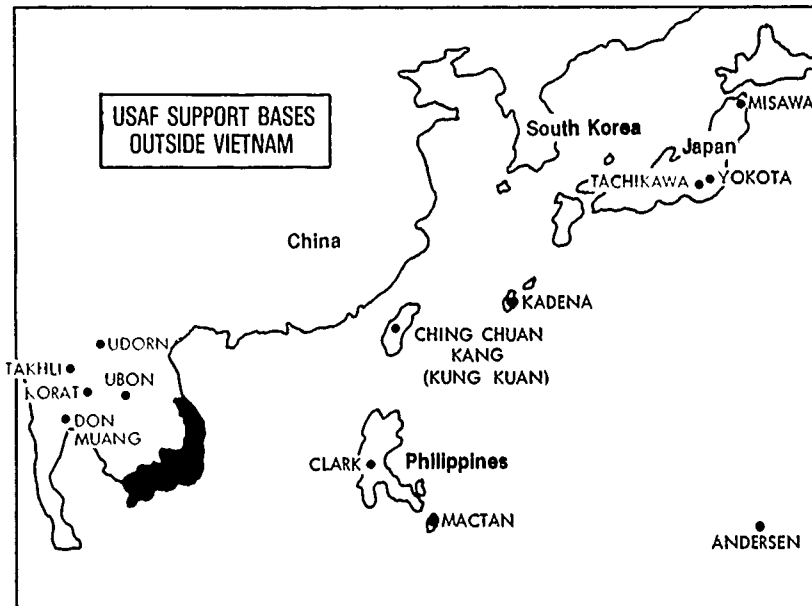 USAF SUPPORT BASES
OUTSIDE VIETNAM
MISAWA
South Korea
Japan
TACHIKAWA
YOKOTA
China
KADENA
CHING CHUAN
KANG
(KUNG KUAN)
UDORN
TAKHLI
UBON
KORAT
DON
MUANG
CLARK
Philippines
MACTAN
ANDERSEN